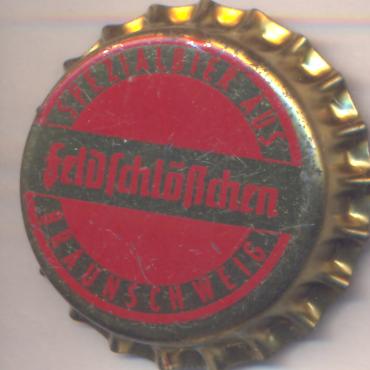 SPEZIALBIER AUS
Feldschlößchen
BRAUNSCHWEIG